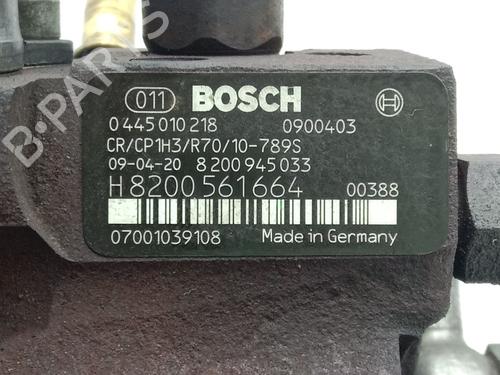 011 BOSCH
0 445 010 218 0900403
CR/CP1H3/R70/10-789S
09-04-20 8 200 945 033
H 8200 561 664 00388
07001039108 Made in Germany
B-PARTS